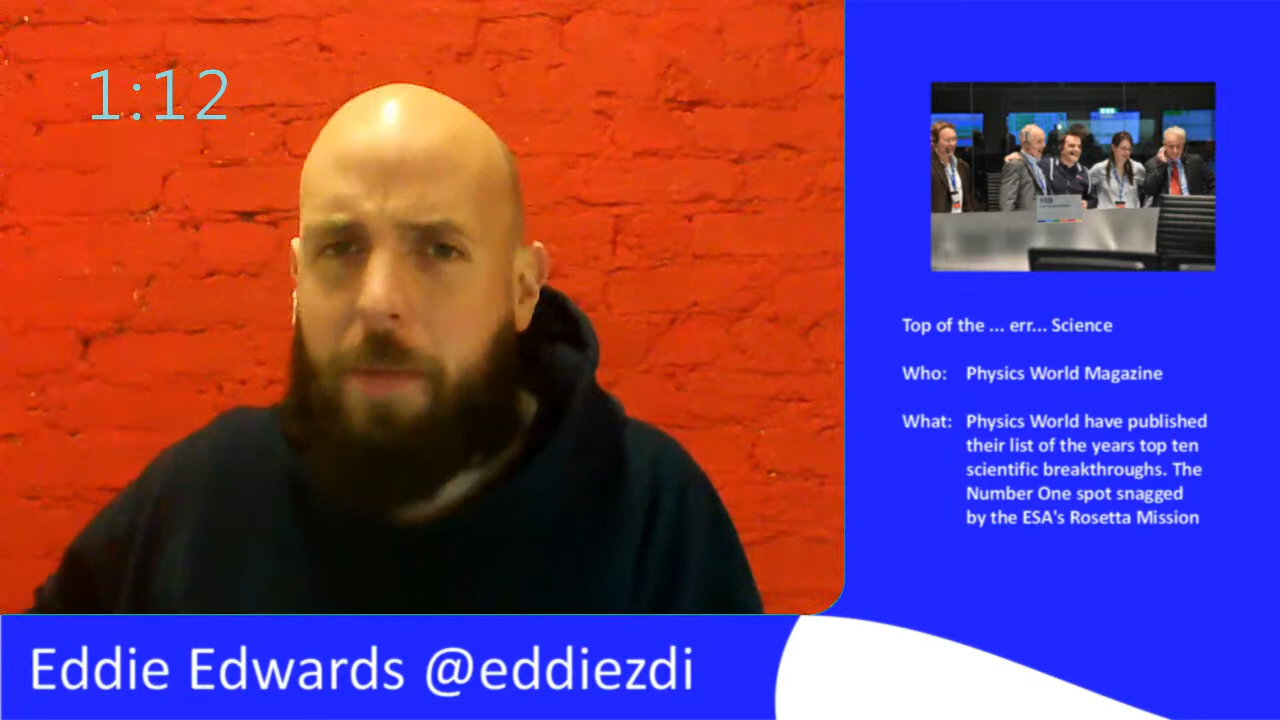 1:12
Top of the ... err... Science
Who: Physics World Magazine
What: Physics World have published
their list of the years top ten
scientific breakthroughs. The
Number One spot snagged
by the ESA's Rosetta Mission
Eddie Edwards @eddiezdi